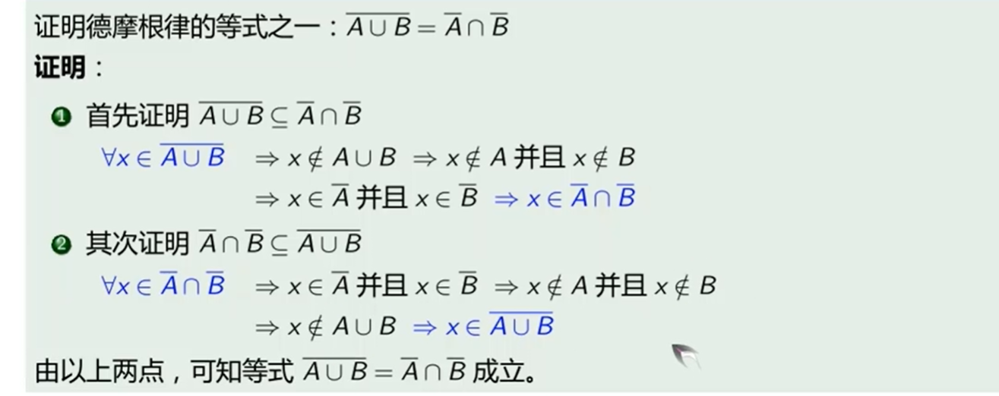 证明德摩根律的等式之一：$\overline{A \cup B} = \overline{A} \cap \overline{B}$
证明：
❶ 首先证明 $\overline{A \cup B} \subseteq \overline{A} \cap \overline{B}$
$\forall x \in \overline{A \cup B}$ $\Rightarrow x \notin A \cup B$ $\Rightarrow x \notin A$ 并且 $x \notin B$
$\Rightarrow x \in \overline{A}$ 并且 $x \in \overline{B}$ $\Rightarrow x \in \overline{A} \cap \overline{B}$
❷ 其次证明 $\overline{A} \cap \overline{B} \subseteq \overline{A \cup B}$
$\forall x \in \overline{A} \cap \overline{B}$ $\Rightarrow x \in \overline{A}$ 并且 $x \in \overline{B}$ $\Rightarrow x \notin A$ 并且 $x \notin B$
$\Rightarrow x \notin A \cup B$ $\Rightarrow x \in \overline{A \cup B}$
由以上两点，可知等式 $\overline{A \cup B} = \overline{A} \cap \overline{B}$ 成立。